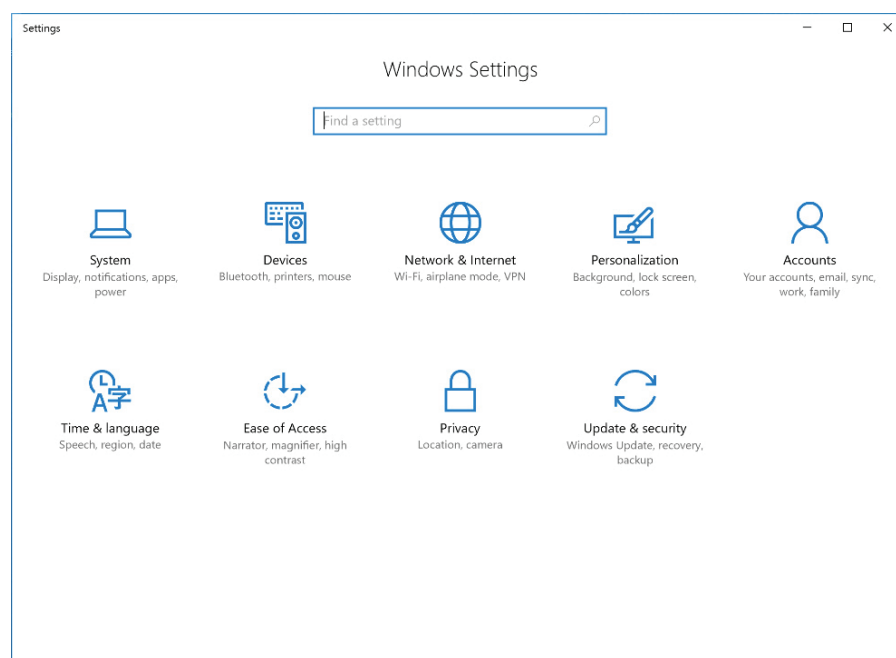 Settings
Windows Settings
Find a setting
System
Display, notifications, apps,
power
Devices
Bluetooth, printers, mouse
Network & Internet
Wi-Fi, airplane mode, VPN
Personalization
Background, lock screen,
colors
Accounts
Your accounts, email, sync,
work, family
A字
Time & language
Speech, region, date
Ease of Access
Narrator, magnifier, high
contrast
Privacy
Location, camera
Update & security
Windows Update, recovery,
backup